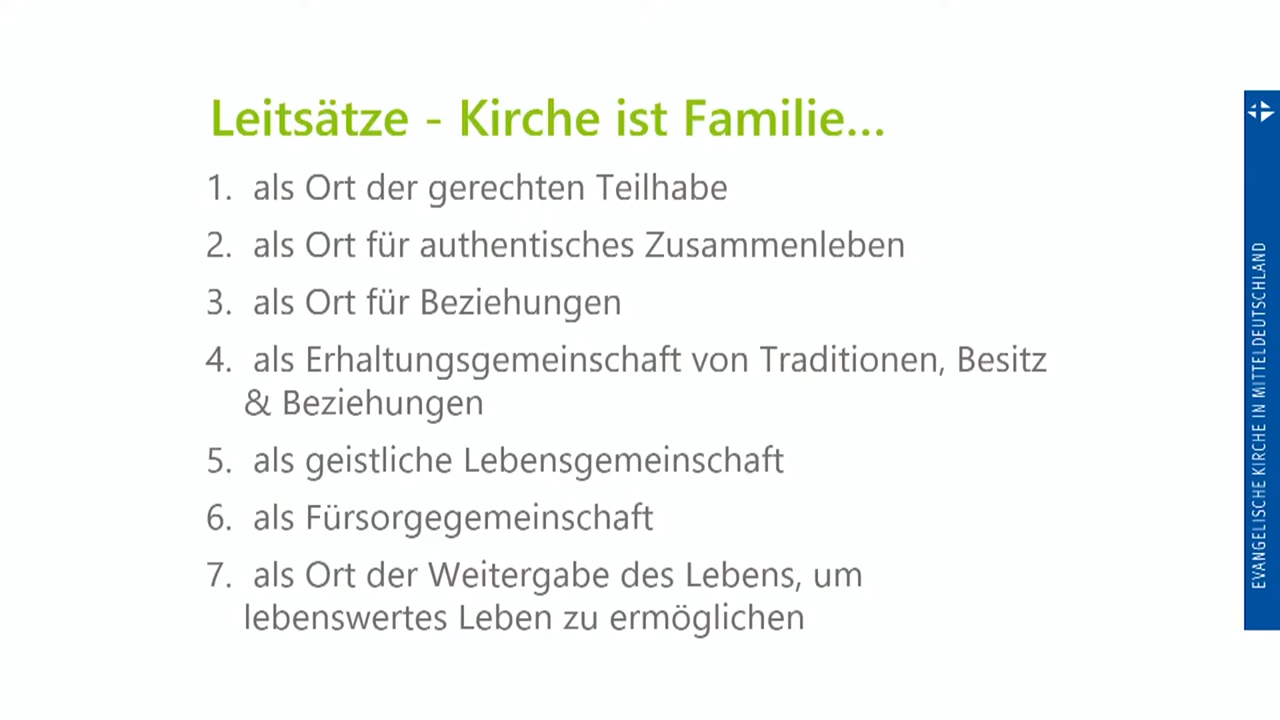 Leitsätze - Kirche ist Familie...
1. als Ort der gerechten Teilhabe
2. als Ort für authentisches Zusammenleben
3. als Ort für Beziehungen
4. als Erhaltungsgemeinschaft von Traditionen, Besitz
& Beziehungen
5. als geistliche Lebensgemeinschaft
6. als Fürsorgegemeinschaft
7. als Ort der Weitergabe des Lebens, um
lebenswertes Leben zu ermöglichen
EVANGELISCHE KIRCHE IN MITTELDEUTSCHLAND